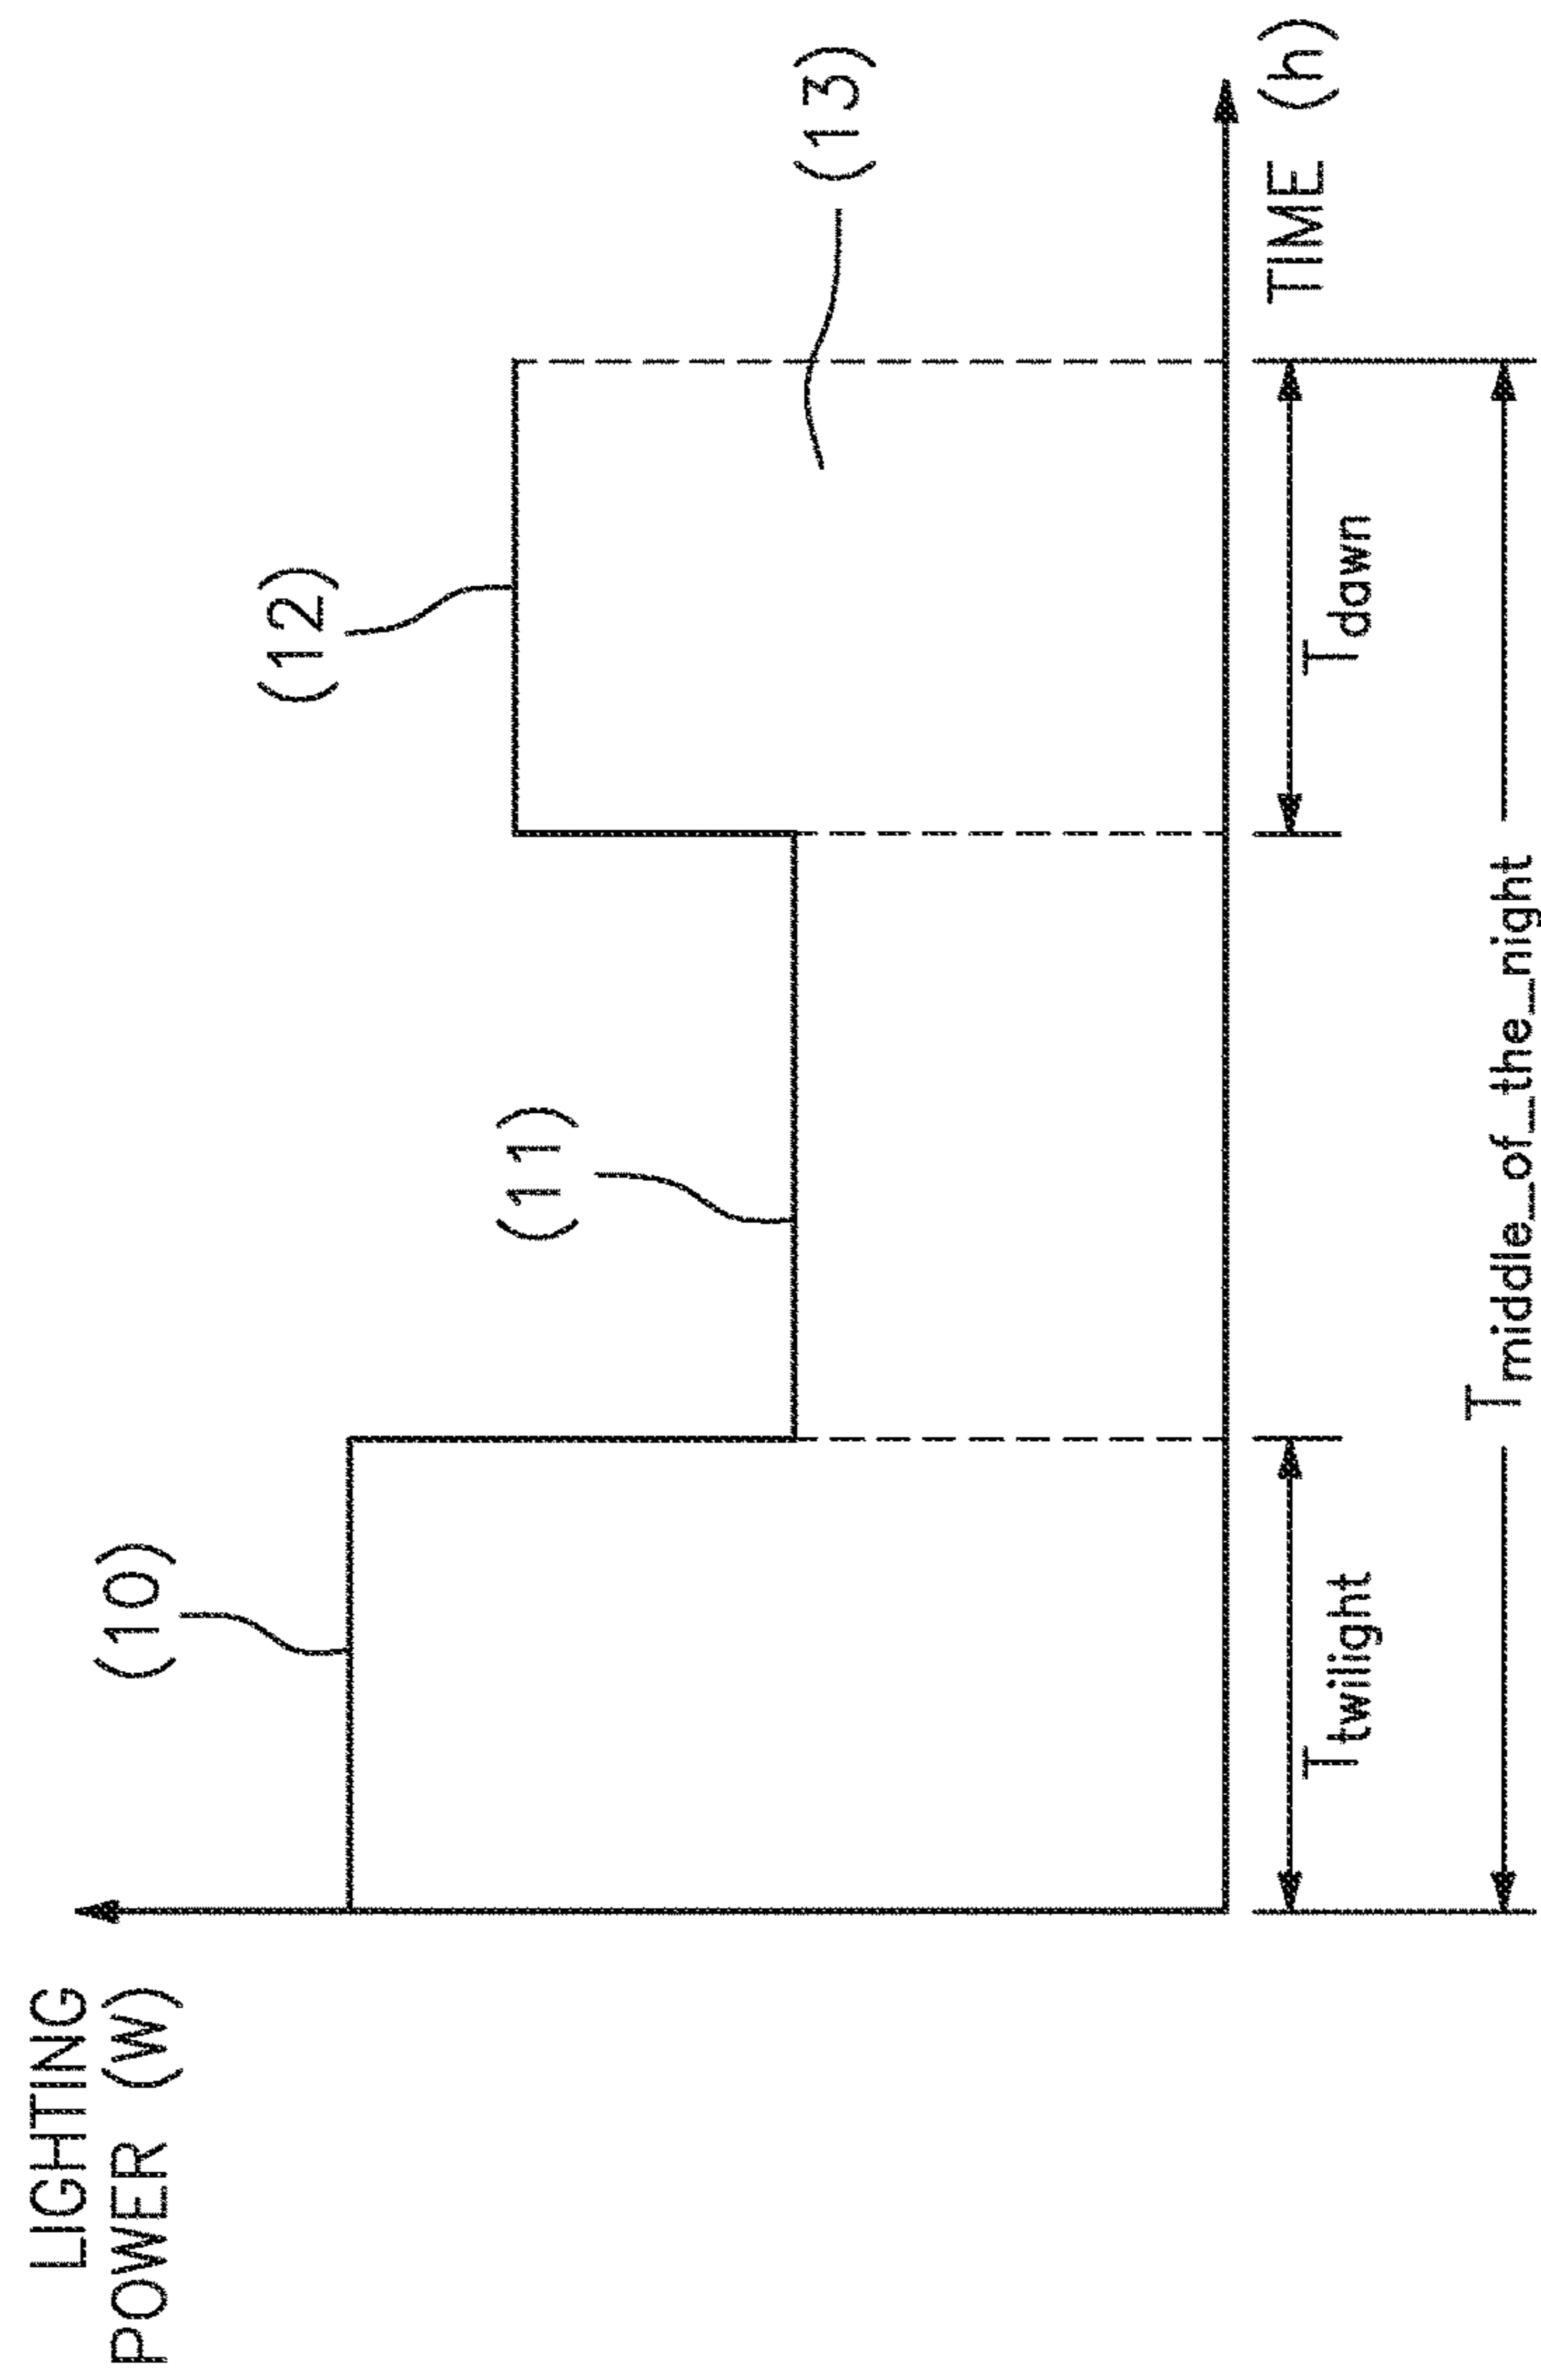 LIGHTING
POWER (W)
(10)
(11)
(12)
(13)
TIME (h)
Ttwilight
Tdawn
Tmiddle_of_the_night